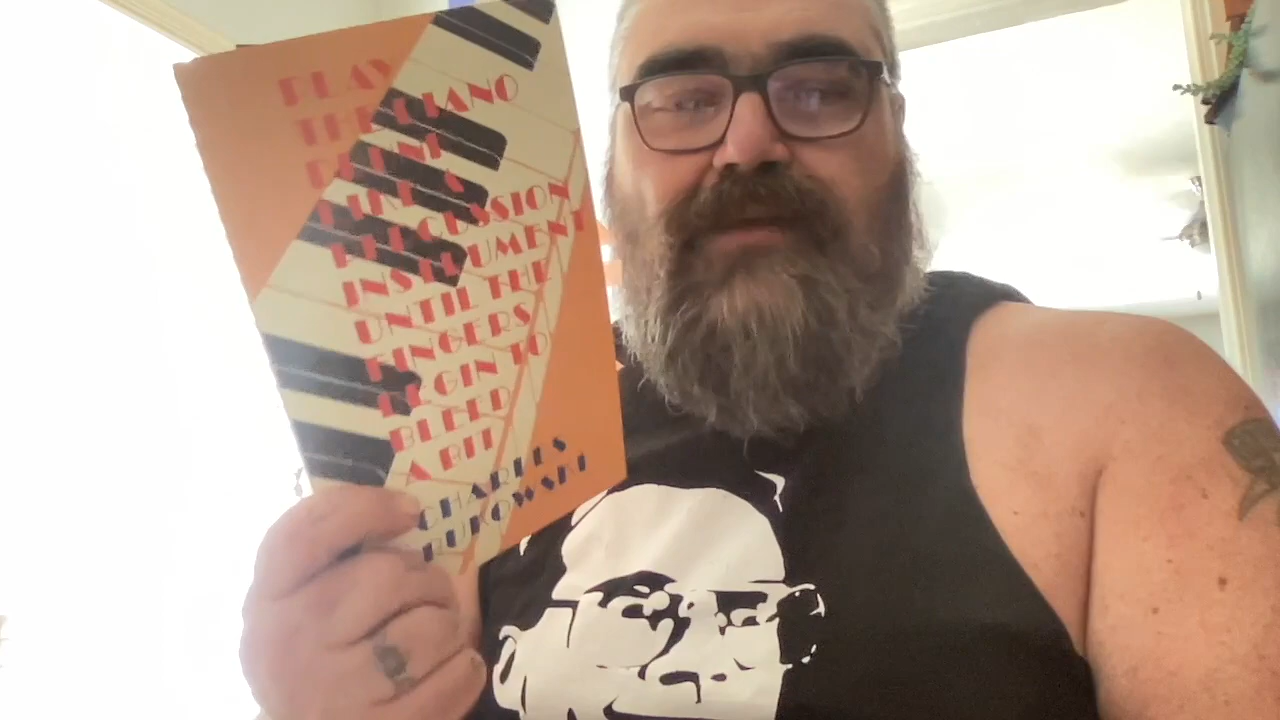 PLAY
THE PIANO
DRUNK
LIKE A
PERCUSSION
INSTRUMENT
UNTIL THE
FINGERS
BEGIN TO
BLEED
A BIT
CHARLES
BUKOWSKI